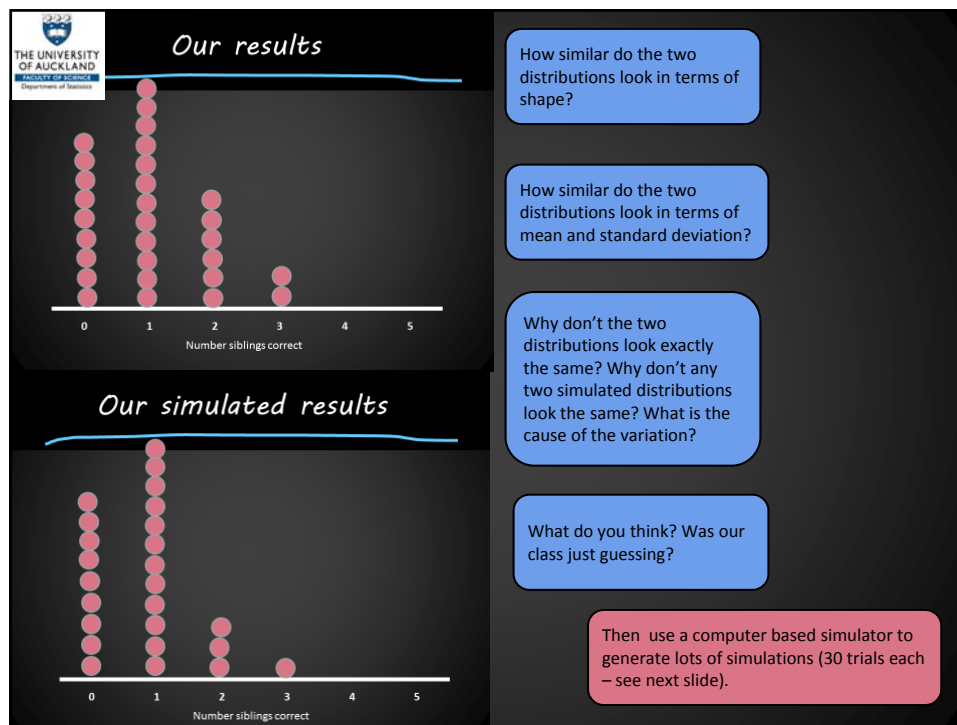 THE UNIVERSITY
OF AUCKLAND
FACULTY OF SCIENCE
Department of Statistics
Our results
0 1 2 3 4 5
Number siblings correct
Our simulated results
0 1 2 3 4 5
Number siblings correct
How similar do the two
distributions look in terms of
shape?
How similar do the two
distributions look in terms of
mean and standard deviation?
Why don’t the two
distributions look exactly
the same? Why don’t any
two simulated distributions
look the same? What is the
cause of the variation?
What do you think? Was our
class just guessing?
Then use a computer based simulator to
generate lots of simulations (30 trials each
– see next slide).